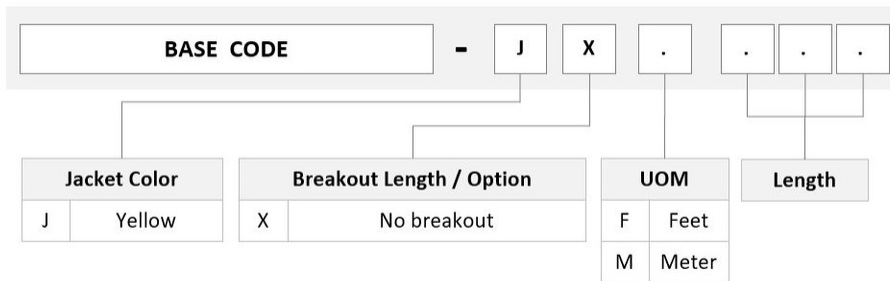 BASE CODE - J X . . . .
Jacket Color
J Yellow
Breakout Length / Option
X No breakout
UOM
F Feet
M Meter
Length